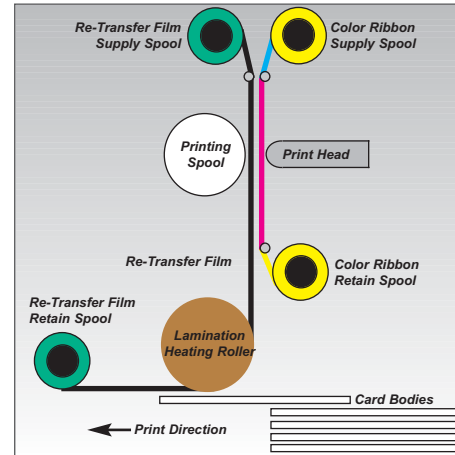 Re-Transfer Film
Supply Spool
Color Ribbon
Supply Spool
Printing
Spool
Print Head
Re-Transfer Film
Color Ribbon
Retain Spool
Re-Transfer Film
Retain Spool
Lamination
Heating Roller
Card Bodies
Print Direction